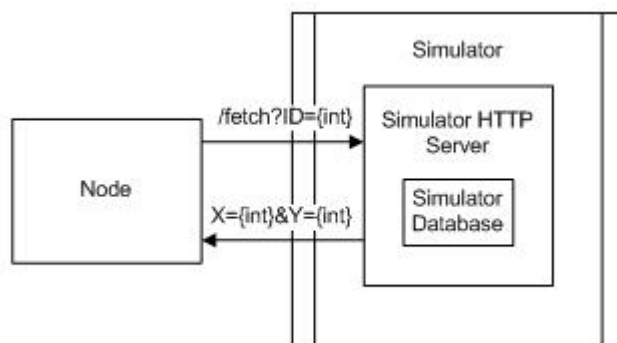 Simulator
/fetch?ID={int}
Simulator HTTP
Server
Node
Simulator
Database
X={int}&Y={int}